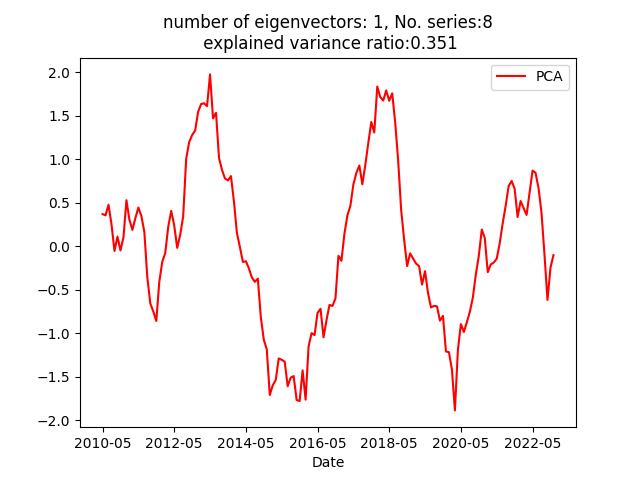 number of eigenvectors: 1, No. series:8
explained variance ratio:0.351
PCA
2.0
1.5
1.0
0.5
0.0
−0.5
−1.0
−1.5
−2.0
2010-05 2012-05 2014-05 2016-05 2018-05 2020-05 2022-05
Date